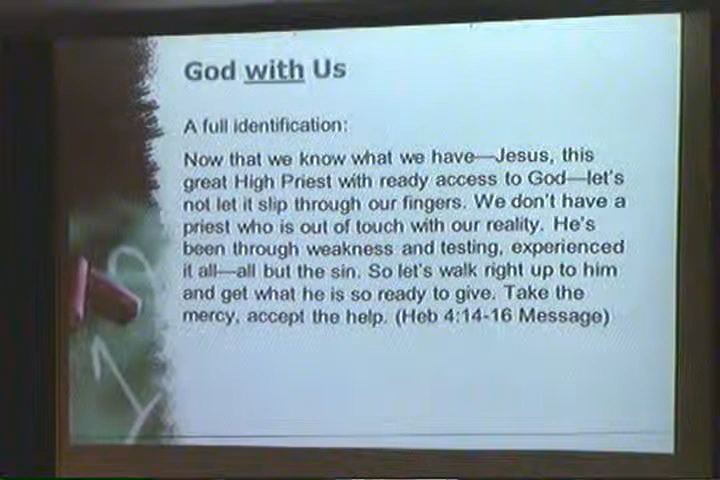 God with Us
A full identification:
Now that we know what we have—Jesus, this
great High Priest with ready access to God—let's
not let it slip through our fingers. We don't have a
priest who is out of touch with our reality. He's
been through weakness and testing, experienced
it all—all but the sin. So let's walk right up to him
and get what he is so ready to give. Take the
mercy, accept the help. (Heb 4:14-16 Message)